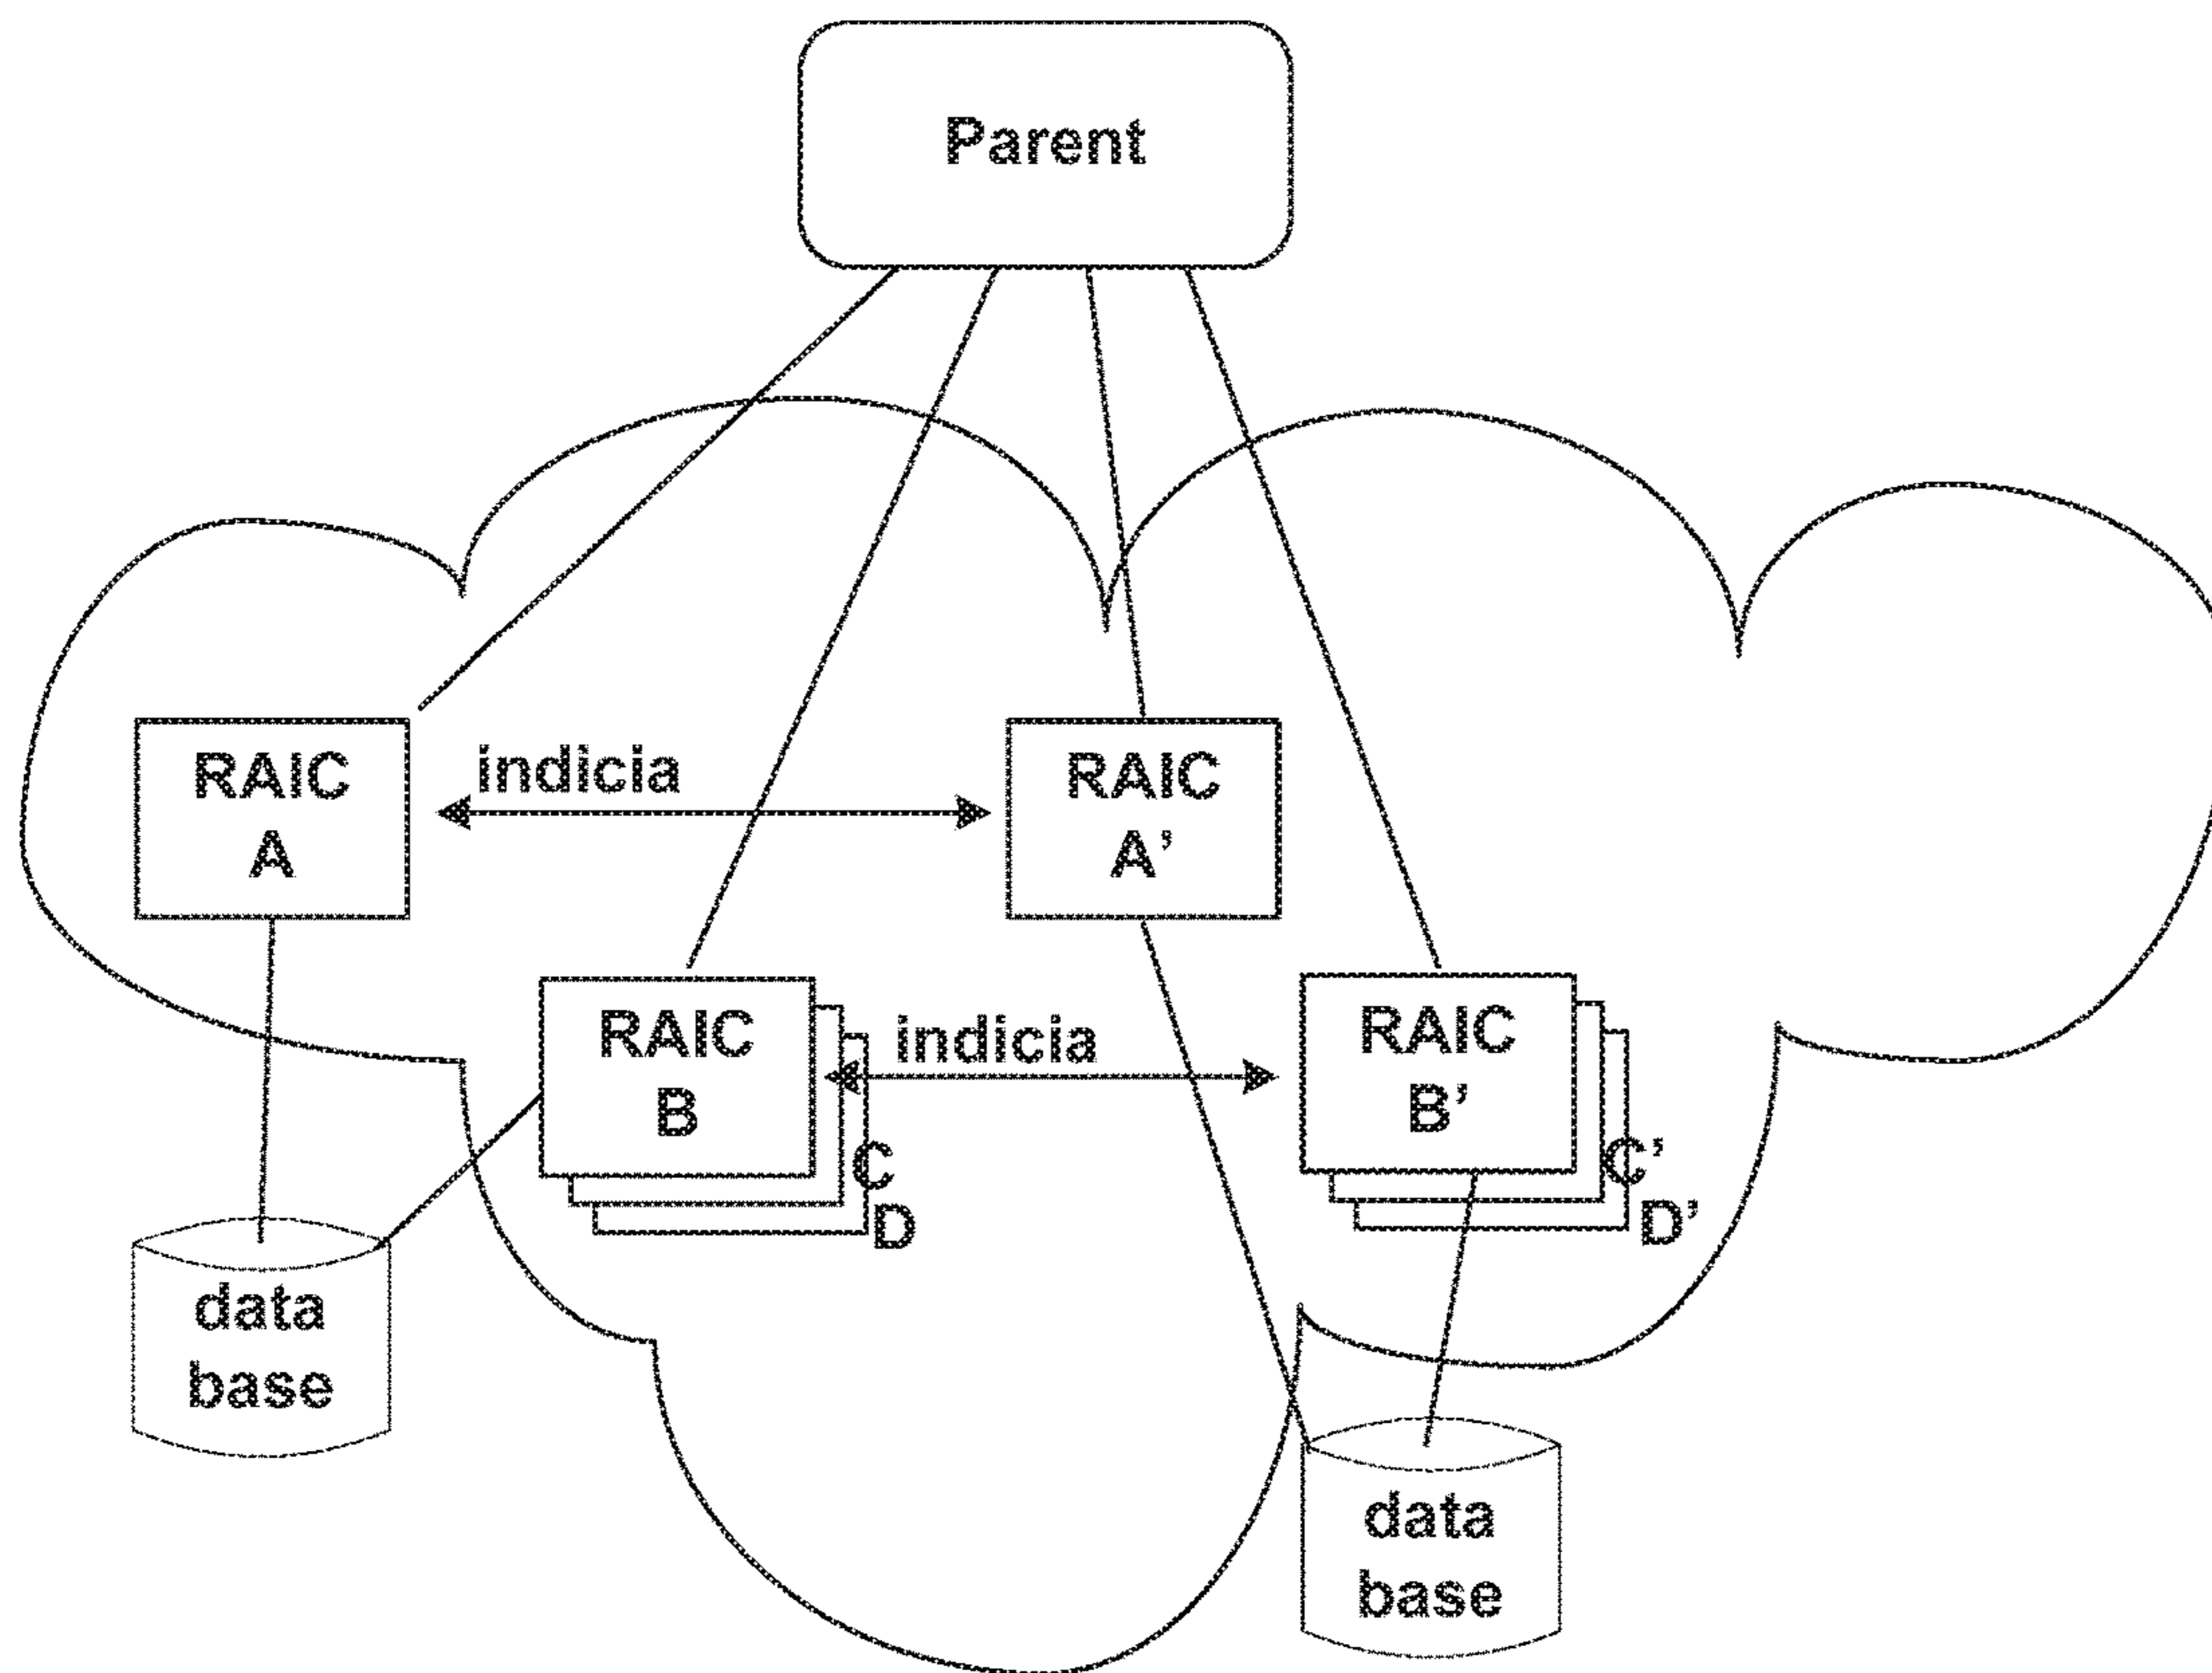 Parent
RAIC
A
indicia
RAIC
A’
RAIC
B
C
D
indicia
RAIC
B’
C’
D’
data
base
data
base